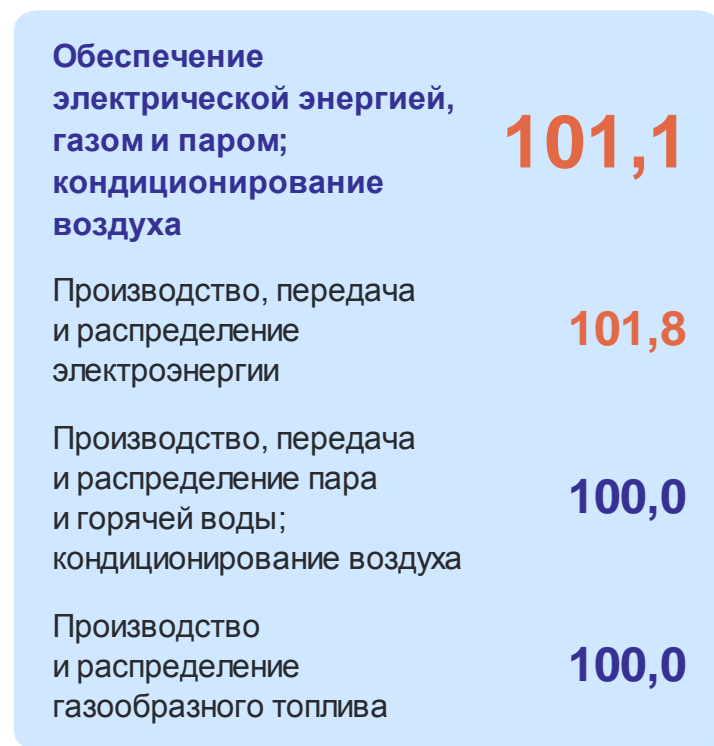 Обеспечение
электрической энергией,
газом и паром;
кондиционирование
воздуха
101,1
Производство, передача
и распределение
электроэнергии
101,8
Производство, передача
и распределение пара
и горячей воды;
кондиционирование воздуха
100,0
Производство
и распределение
газообразного топлива
100,0